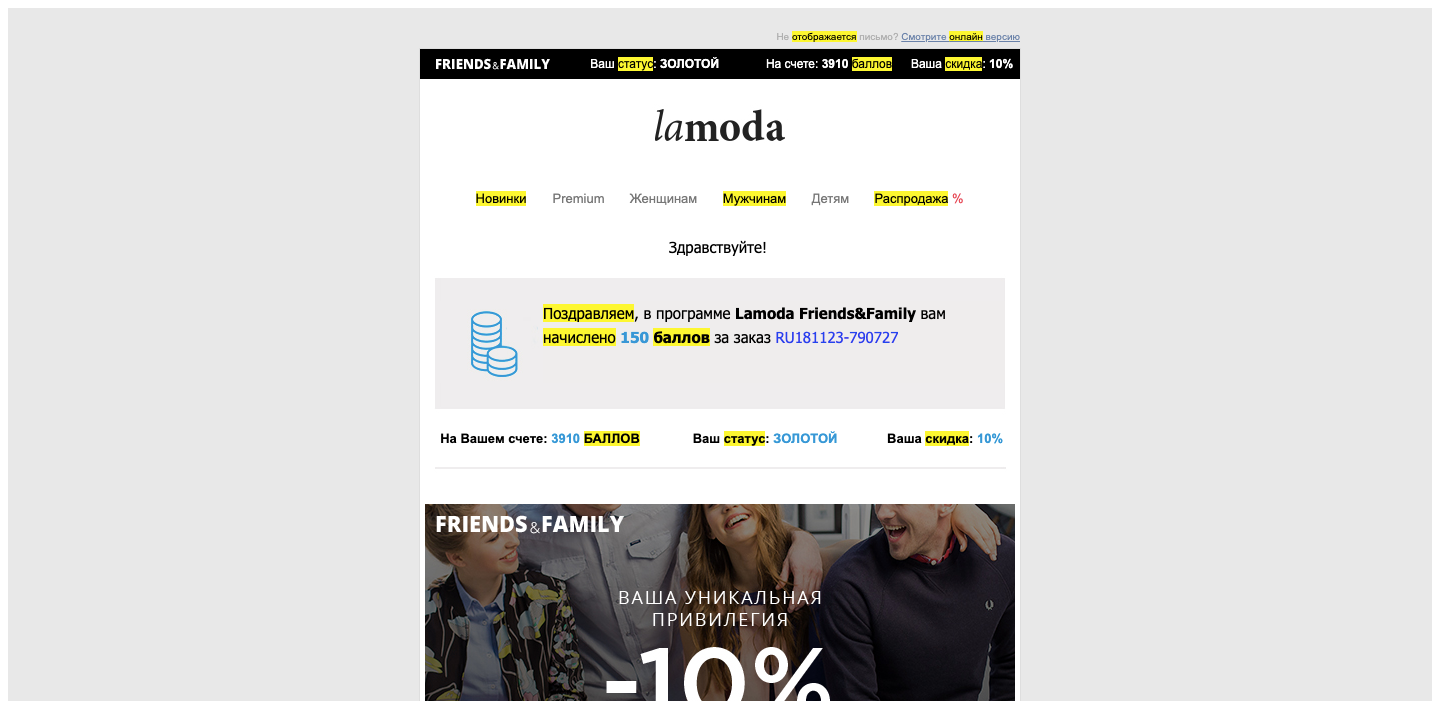 Не отображается письмо? Смотрите онлайн версию
FRIENDS&FAMILY Ваш статус: ЗОЛОТОЙ На счете: 3910 баллов Ваша скидка: 10%
lamoda
Новинки Premium Женщинам Мужчинам Детям Распродажа %
Здравствуйте!
Поздравляем, в программе Lamoda Friends&Family вам
начислено 150 баллов за заказ RU181123-790727
На Вашем счете: 3910 БАЛЛОВ Ваш статус: ЗОЛОТОЙ Ваша скидка: 10%
FRIENDS&FAMILY
ВАША УНИКАЛЬНАЯ
ПРИВИЛЕГИЯ
-10%